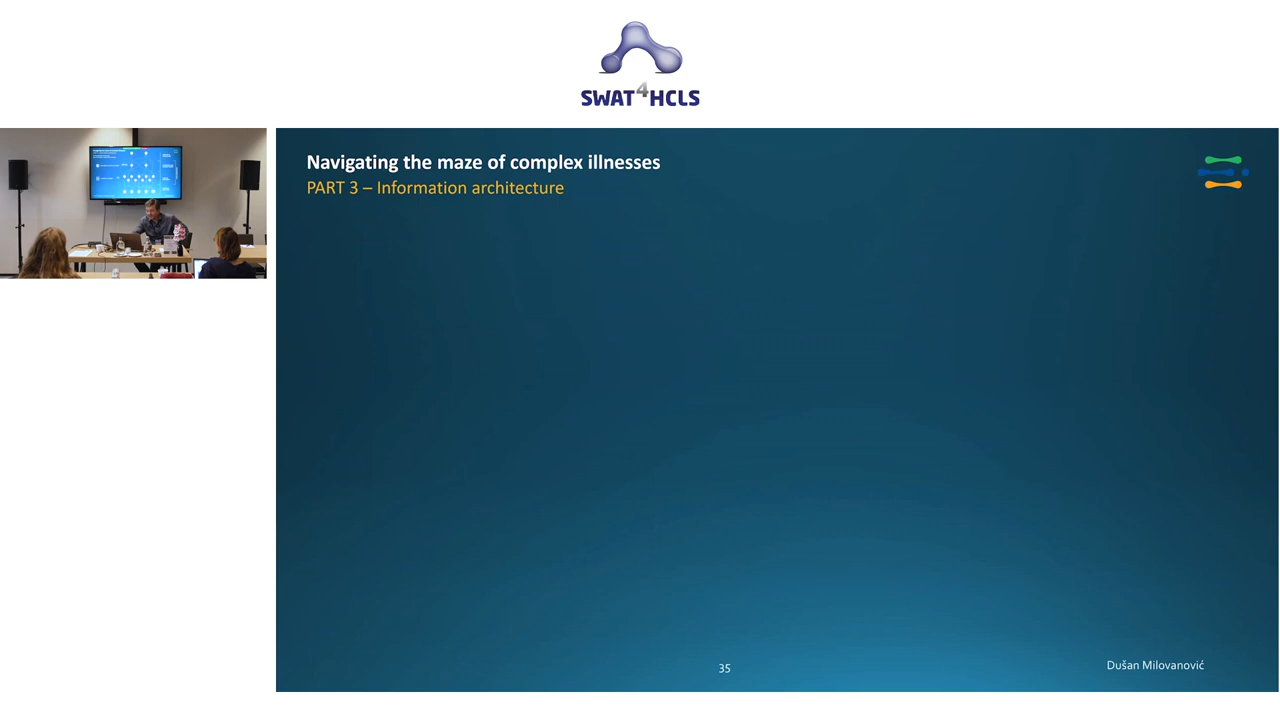 SWAT4HCLS
Navigating the maze of complex illnesses
PART 3 – Information architecture
35
Dušan Milovanović